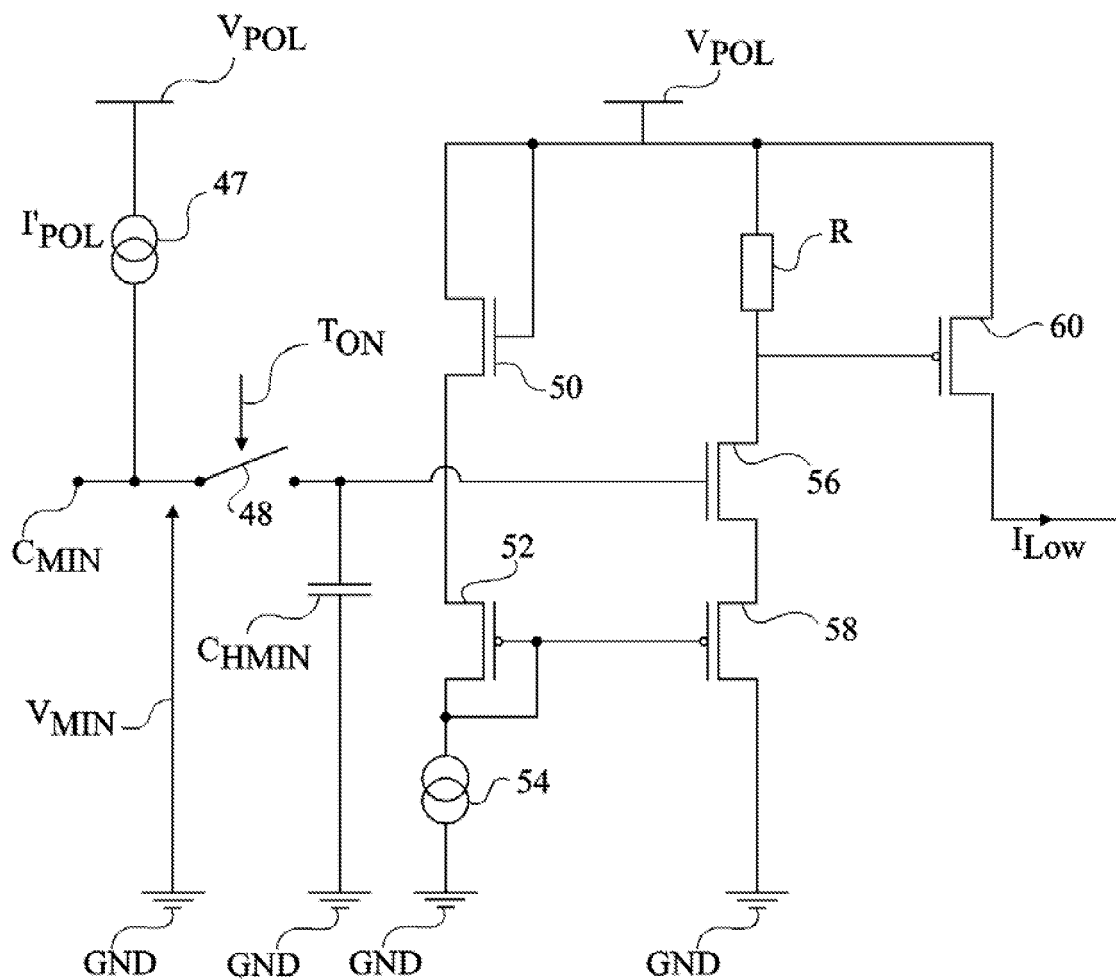 VPOL
VPOL
47
I'POL
R
60
TON
50
56
48
CMIN
52
58
CHMIN
VMIN
54
ILow
GND
GND
GND
GND